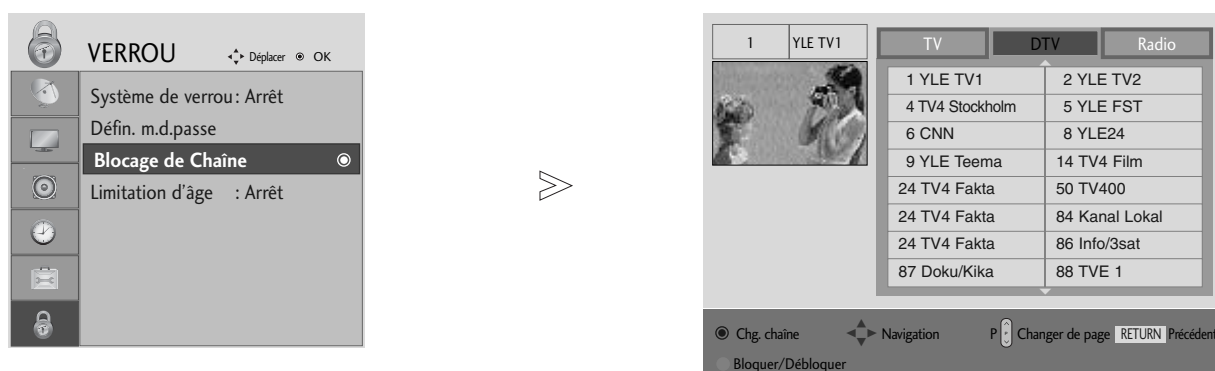 VERROU Déplacer OK
Système de verrou : Arrêt
Défin. m.d.passe
Blocage de Chaîne
Limitation d'âge : Arrêt
1 YLE TV1
TV DTV Radio
1 YLE TV1 2 YLE TV2
4 TV4 Stockholm 5 YLE FST
6 CNN 8 YLE24
9 YLE Teema 14 TV4 Film
24 TV4 Fakta 50 TV400
24 TV4 Fakta 84 Kanal Lokal
24 TV4 Fakta 86 Info/3sat
87 Doku/Kika 88 TVE 1
Chg. chaîne Navigation P Changer de page RETURN Précédent
Bloquer/Débloquer